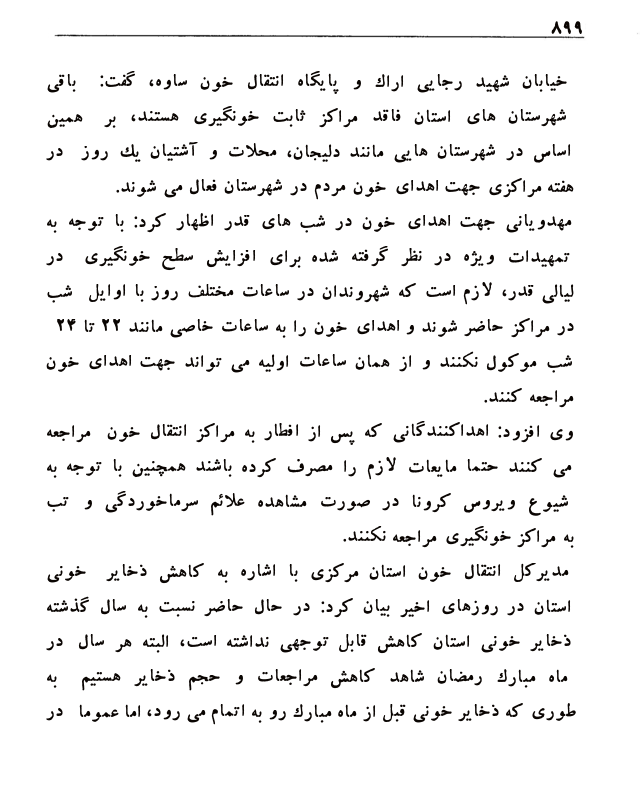 ۸۹۹
خیابان شهید رجایی اراك و پایگاه انتقال خون ساوه، گفت: باقی
شهرستان های استان فاقد مراکز ثابت خونگیری هستند، بر همین
اساس در شهرستان هایی مانند دلیجان، محلات و آشتیان یك روز در
هفته مراکزی جهت اهدای خون مردم در شهرستان فعال می شوند.
مهدویانی جهت اهدای خون در شب های قدر اظهار کرد: با توجه به
تمهیدات ویژه در نظر گرفته شده برای افزایش سطح خونگیری در
لیالی قدر، لازم است که شهروندان در ساعات مختلف روز با اوایل شب
در مراکز حاضر شوند و اهدای خون را به ساعات خاصی مانند ۲۲ تا ۲۴
شب موکول نکنند و از همان ساعات اولیه می تواند جهت اهدای خون
مراجعه کنند.
وی افزود: اهداکنندگانی که پس از افطار به مراکز انتقال خون مراجعه
می کنند حتما مایعات لازم را مصرف کرده باشند همچنین با توجه به
شیوع ویروس کرونا در صورت مشاهده علائم سرماخوردگی و تب
به مراکز خونگیری مراجعه نکنند.
مدیرکل انتقال خون استان مرکزی با اشاره به کاهش ذخایر خونی
استان در روزهای اخیر بیان کرد: در حال حاضر نسبت به سال گذشته
ذخایر خونی استان کاهش قابل توجهی نداشته است، البته هر سال در
ماه مبارك رمضان شاهد کاهش مراجعات و حجم ذخایر هستیم به
طوری که ذخایر خونی قبل از ماه مبارك رو به اتمام می رود، اما عموما در